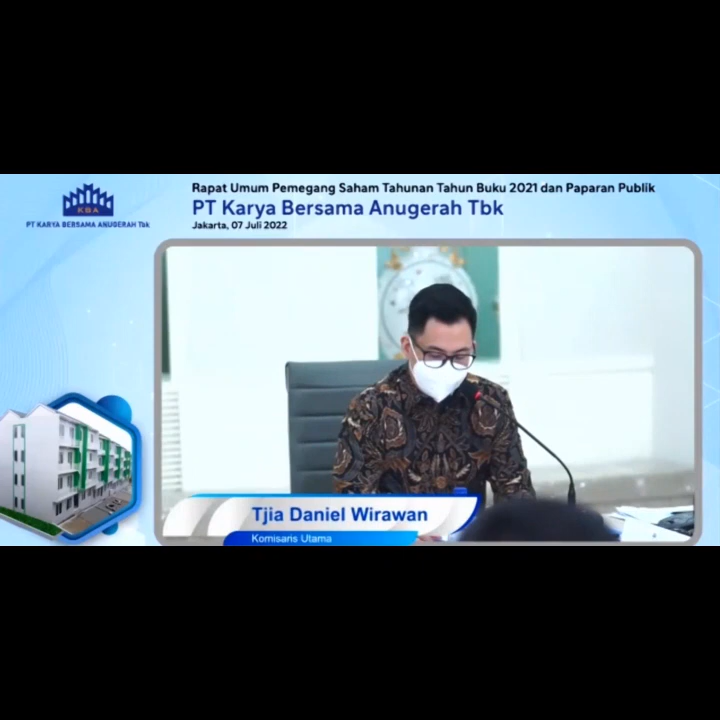 KBA
PT KARYA BERSAMA ANUGERAH Tbk
Rapat Umum Pemegang Saham Tahunan Tahun Buku 2021 dan Paparan Publik
PT Karya Bersama Anugerah Tbk
Jakarta, 07 Juli 2022
Tjia Daniel Wirawan
Komisaris Utama